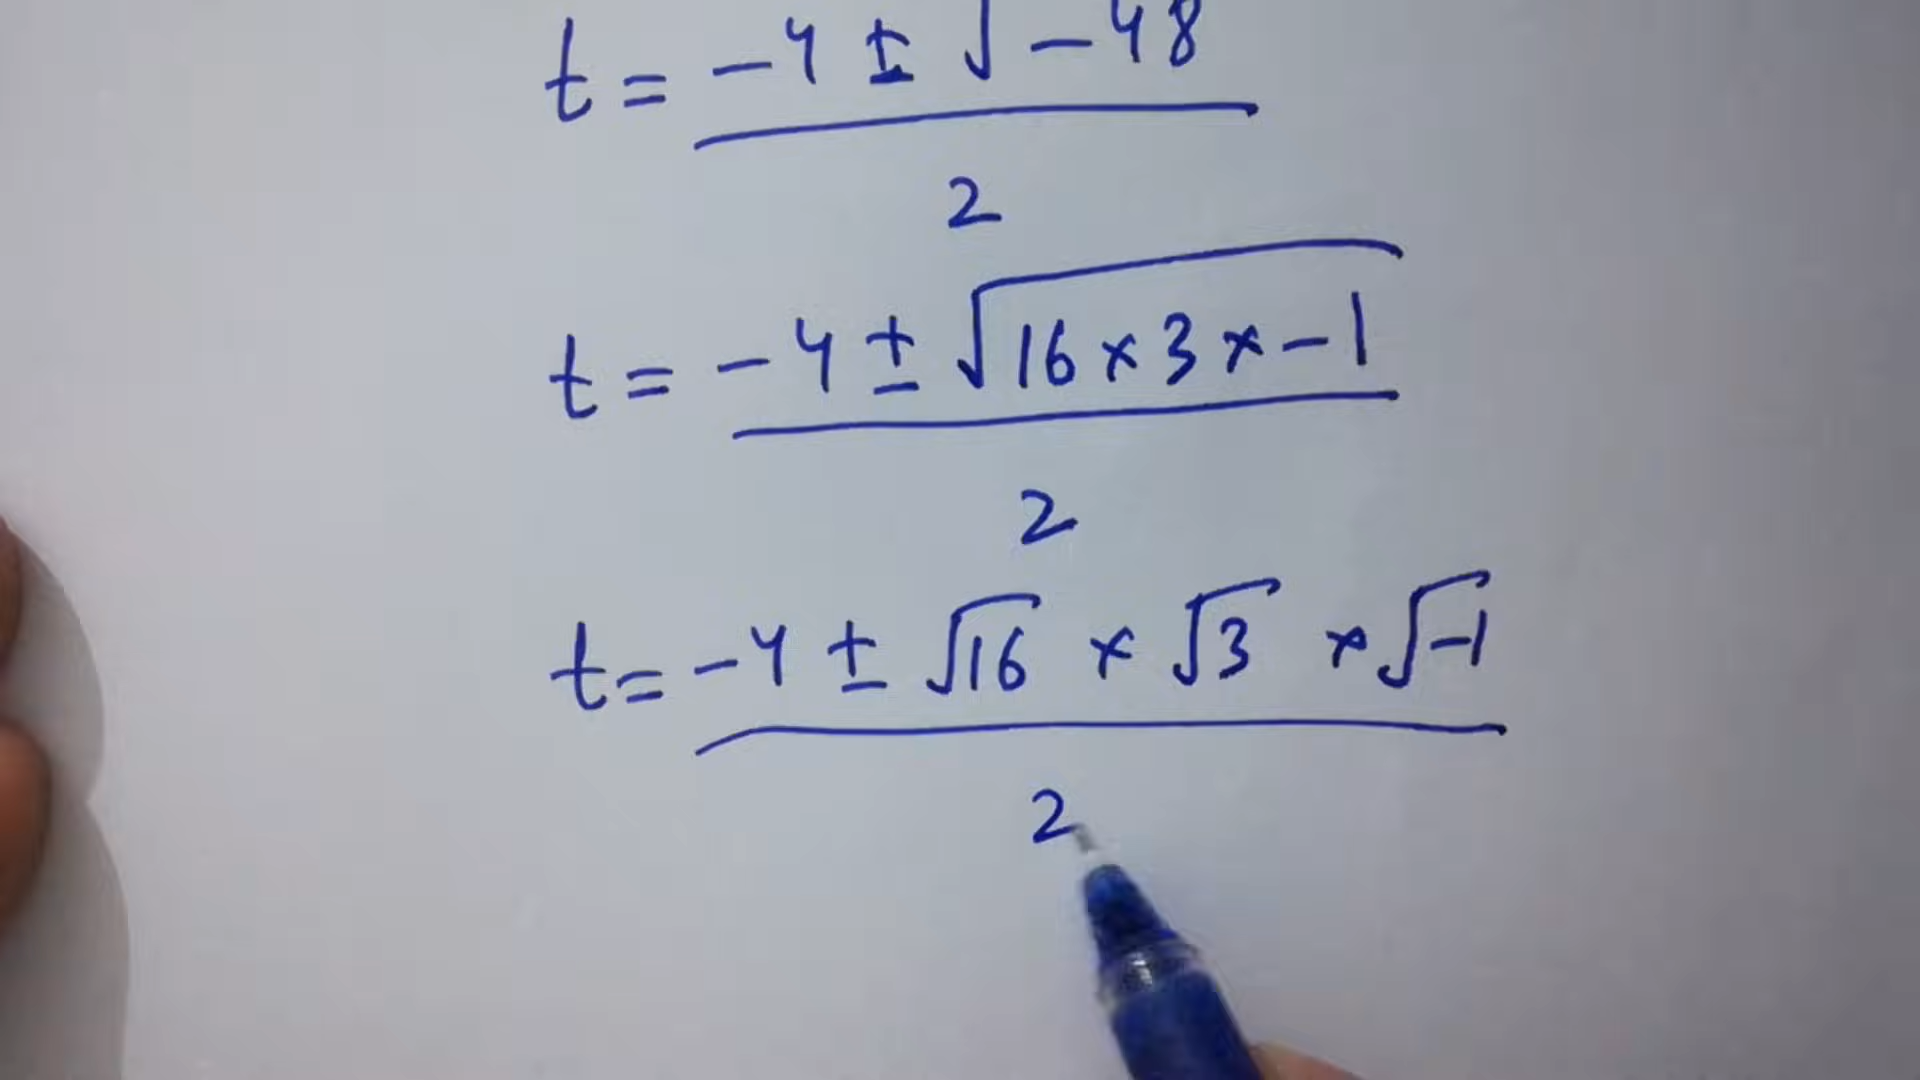 t = -4 ± √-48
2
t = -4 ± √16 × 3 × -1
2
t = -4 ± √16 × √3 × √-1
2